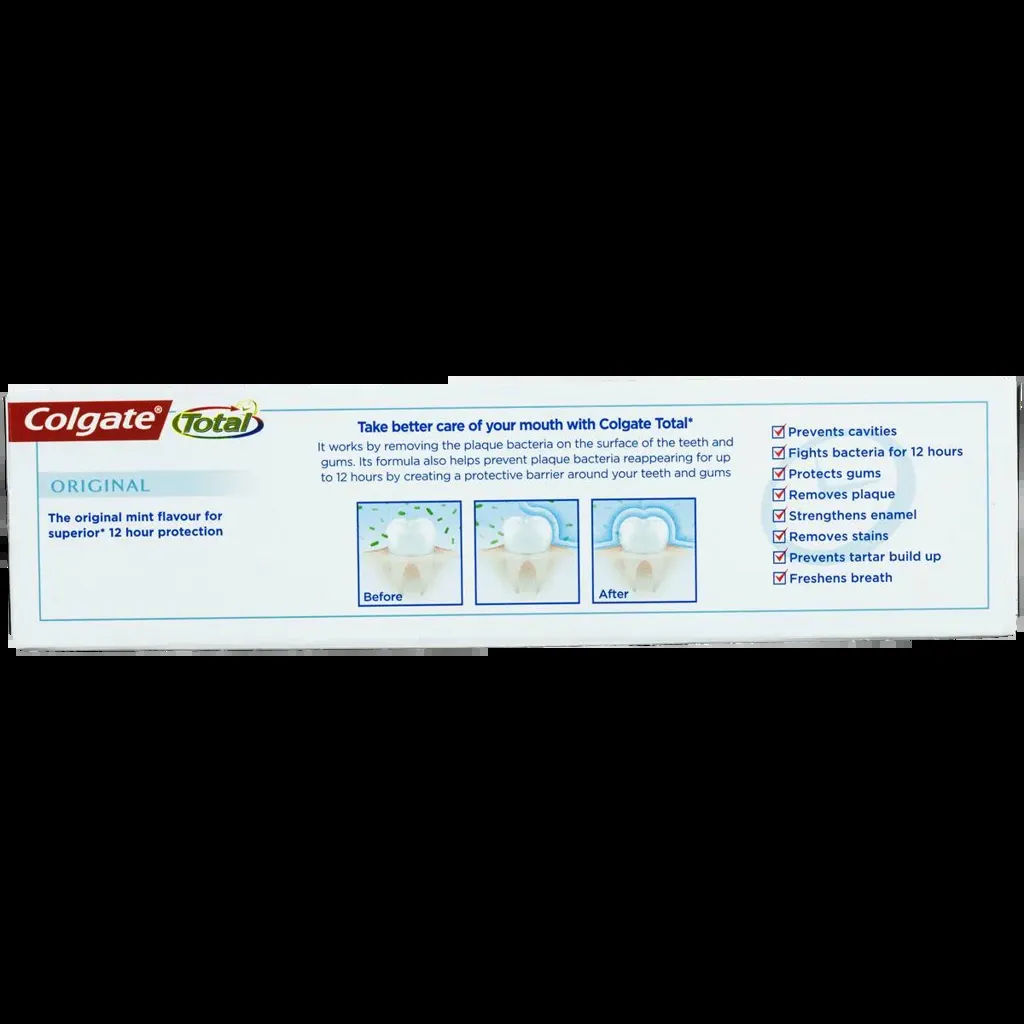 Colgate® Total
ORIGINAL
The original mint flavour for
superior* 12 hour protection
Take better care of your mouth with Colgate Total*
It works by removing the plaque bacteria on the surface of the teeth and
gums. Its formula also helps prevent plaque bacteria reappearing for up
to 12 hours by creating a protective barrier around your teeth and gums
Before
After
Prevents cavities
Fights bacteria for 12 hours
Protects gums
Removes plaque
Strengthens enamel
Removes stains
Prevents tartar build up
Freshens breath